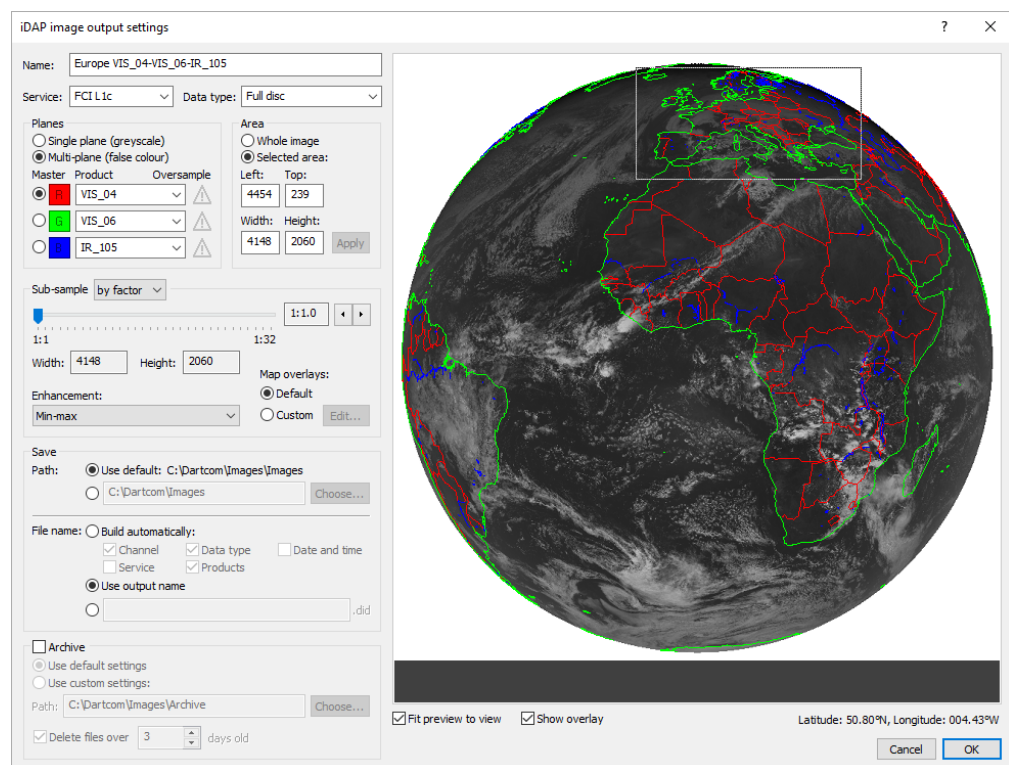 iDAP image output settings ? ×
Name: Europe VIS_04-VIS_06-IR_105
Service: FCI L1c Data type: Full disc
Planes
Single plane (greyscale)
Multi-plane (false colour)
Master Product Oversample
R VIS_04
G VIS_06
B IR_105
Area
Whole image
Selected area:
Left: Top:
4454 239
Width: Height:
4148 2060 Apply
Sub-sample by factor
1:1.0
1:1 1:32
Width: 4148 Height: 2060
Enhancement:
Min-max
Map overlays:
Default
Custom Edit...
Save
Path: Use default: C:\Dartcom\Images\Images
C:\Dartcom\Images Choose...
File name: Build automatically:
Channel Data type Date and time
Service Products
Use output name
.did
Archive
Use default settings
Use custom settings:
Path: C:\Dartcom\Images\Archive Choose...
Delete files over 3 days old
Fit preview to view Show overlay Latitude: 50.80ºN, Longitude: 004.43ºW
Cancel OK